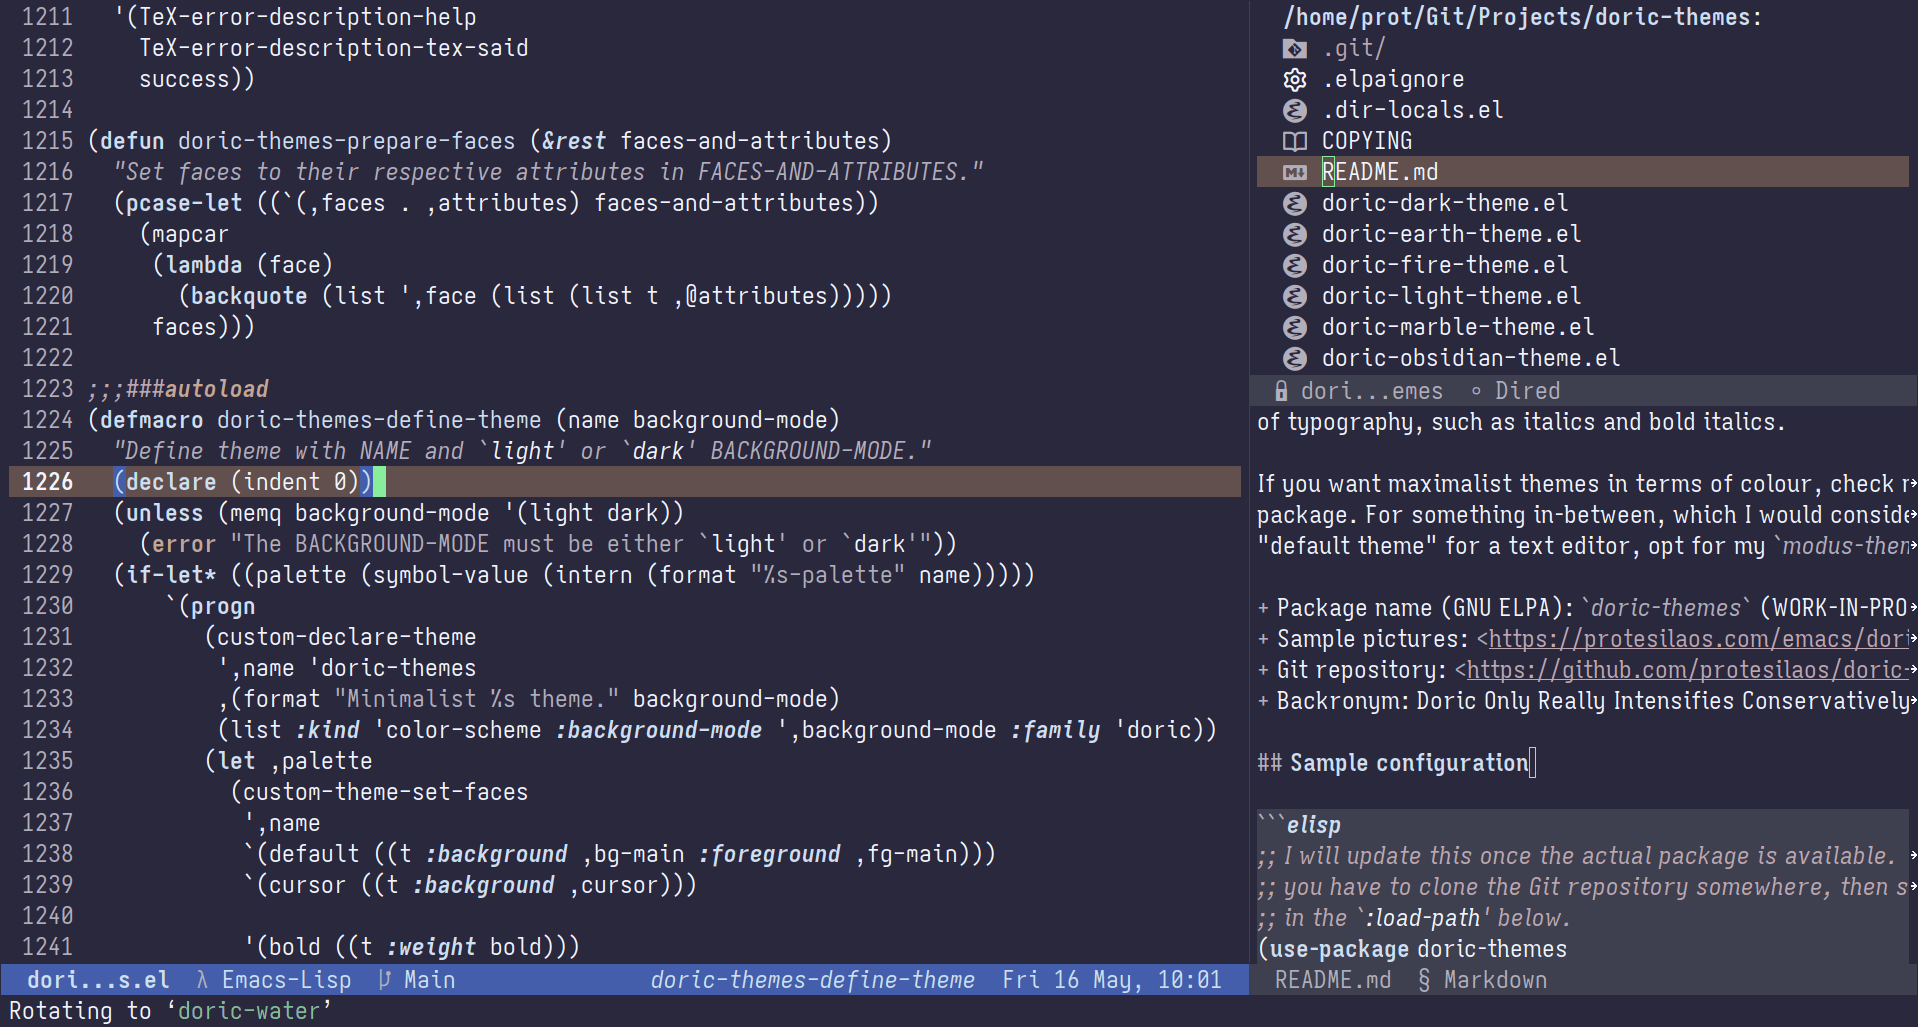 1211   '(TeX-error-description-help
1212     TeX-error-description-tex-said
1213     success))
1214
1215 (defun doric-themes-prepare-faces (&rest faces-and-attributes)
1216   "Set faces to their respective attributes in FACES-AND-ATTRIBUTES."
1217   (pcase-let ((`(,faces . ,attributes) faces-and-attributes))
1218     (mapcar
1219      (lambda (face)
1220        (backquote (list ',face (list (list t ,@attributes)))))
1221      faces)))
1222
1223 ;;;###autoload
1224 (defmacro doric-themes-define-theme (name background-mode)
1225   "Define theme with NAME and `light' or `dark' BACKGROUND-MODE."
1226   (declare (indent 0))
1227   (unless (memq background-mode '(light dark))
1228     (error "The BACKGROUND-MODE must be either `light' or `dark'"))
1229   (if-let* ((palette (symbol-value (intern (format "%s-palette" name)))))
1230       `(progn
1231          (custom-declare-theme
1232           ',name 'doric-themes
1233           ,(format "Minimalist %s theme." background-mode)
1234           (list :kind 'color-scheme :background-mode ',background-mode :family 'doric))
1235          (let ,palette
1236            (custom-theme-set-faces
1237             ',name
1238             `(default ((t :background ,bg-main :foreground ,fg-main)))
1239             `(cursor ((t :background ,cursor)))
1240
1241             '(bold ((t :weight bold)))
dori...s.el λ Emacs-Lisp Main doric-themes-define-theme Fri 16 May, 10:01
/home/prot/Git/Projects/doric-themes:
.git/
.elpaignore
.dir-locals.el
COPYING
README.md
doric-dark-theme.el
doric-earth-theme.el
doric-fire-theme.el
doric-light-theme.el
doric-marble-theme.el
doric-obsidian-theme.el
dori...emes ◦ Dired
of typography, such as italics and bold italics.

If you want maximalist themes in terms of colour, check
package. For something in-between, which I would conside
"default theme" for a text editor, opt for my `modus-then

+ Package name (GNU ELPA): `doric-themes` (WORK-IN-PRO
+ Sample pictures: <https://protesilaos.com/emacs/dori
+ Git repository: <https://github.com/protesilaos/doric-
+ Backronym: Doric Only Really Intensifies Conservatively

## Sample configuration

```elisp
;; I will update this once the actual package is available.
;; you have to clone the Git repository somewhere, then s
;; in the `:load-path' below.
(use-package doric-themes
README.md § Markdown
Rotating to ‘doric-water’